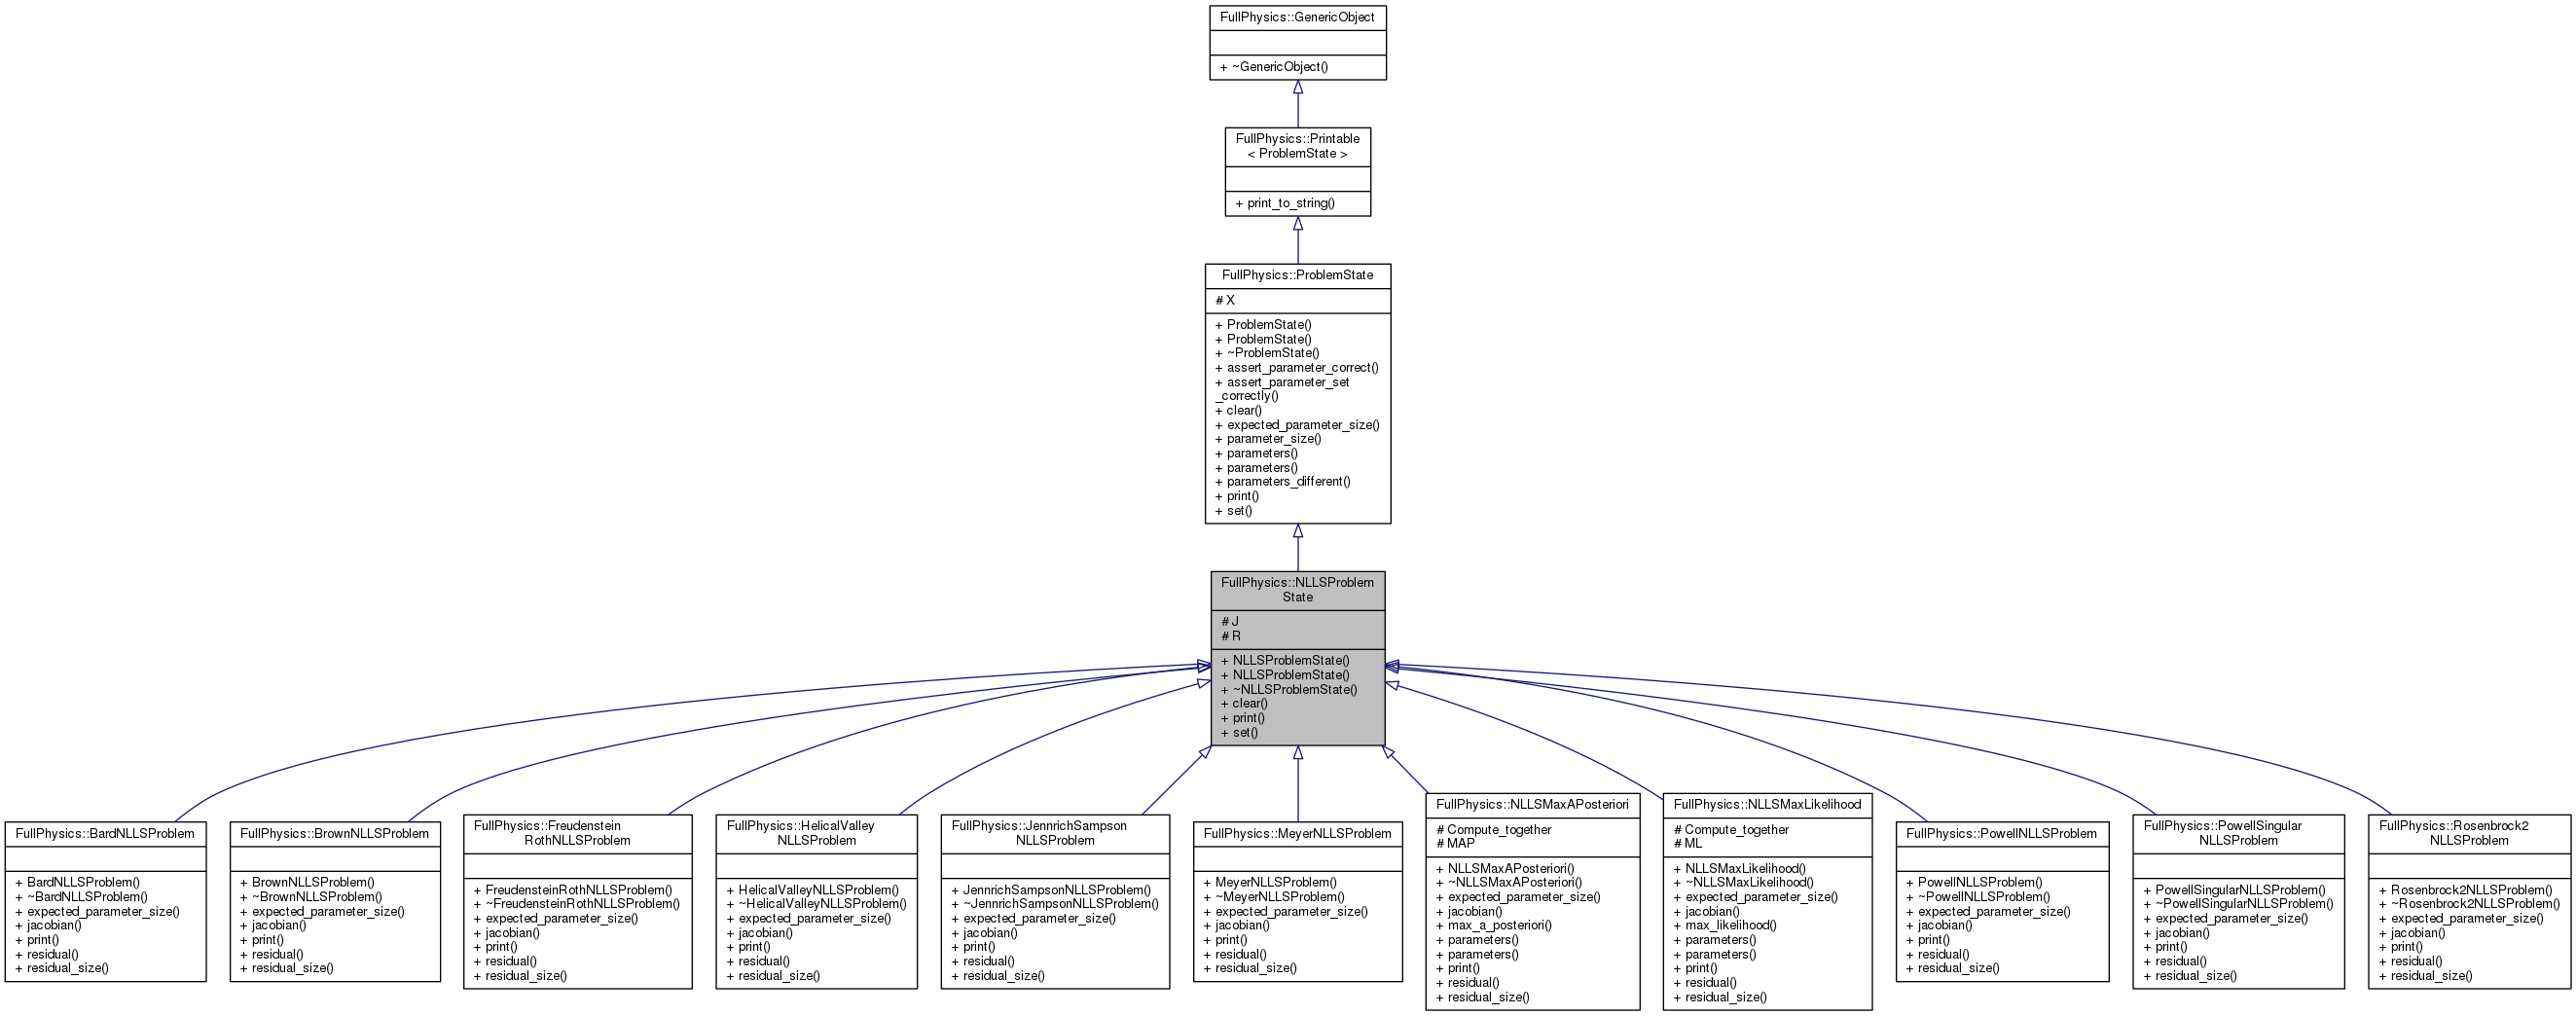 FullPhysics::GenericObject
+ ~GenericObject()
FullPhysics::Printable
< ProblemState >
+ print_to_string()
FullPhysics::ProblemState
# X
+ ProblemState()
+ ProblemState()
+ ~ProblemState()
+ assert_parameter_correct()
+ assert_parameter_set
_correctly()
+ clear()
+ expected_parameter_size()
+ parameter_size()
+ parameters()
+ parameters()
+ parameters_different()
+ print()
+ set()
FullPhysics::NLLSProblem
State
# J
# R
+ NLLSProblemState()
+ NLLSProblemState()
+ ~NLLSProblemState()
+ clear()
+ print()
+ set()
FullPhysics::BardNLLSProblem
+ BardNLLSProblem()
+ ~BardNLLSProblem()
+ expected_parameter_size()
+ jacobian()
+ print()
+ residual()
+ residual_size()
FullPhysics::BrownNLLSProblem
+ BrownNLLSProblem()
+ ~BrownNLLSProblem()
+ expected_parameter_size()
+ jacobian()
+ print()
+ residual()
+ residual_size()
FullPhysics::Freudenstein
RothNLLSProblem
+ FreudensteinRothNLLSProblem()
+ ~FreudensteinRothNLLSProblem()
+ expected_parameter_size()
+ jacobian()
+ print()
+ residual()
+ residual_size()
FullPhysics::HelicalValley
NLLSProblem
+ HelicalValleyNLLSProblem()
+ ~HelicalValleyNLLSProblem()
+ expected_parameter_size()
+ jacobian()
+ print()
+ residual()
+ residual_size()
FullPhysics::JennrichSampson
NLLSProblem
+ JennrichSampsonNLLSProblem()
+ ~JennrichSampsonNLLSProblem()
+ expected_parameter_size()
+ jacobian()
+ print()
+ residual()
+ residual_size()
FullPhysics::MeyerNLLSProblem
+ MeyerNLLSProblem()
+ ~MeyerNLLSProblem()
+ expected_parameter_size()
+ jacobian()
+ print()
+ residual()
+ residual_size()
FullPhysics::NLLSMaxAPosteriori
# Compute_together
# MAP
+ NLLSMaxAPosteriori()
+ ~NLLSMaxAPosteriori()
+ expected_parameter_size()
+ jacobian()
+ max_a_posteriori()
+ parameters()
+ parameters()
+ print()
+ residual()
+ residual_size()
FullPhysics::NLLSMaxLikelihood
# Compute_together
# ML
+ NLLSMaxLikelihood()
+ ~NLLSMaxLikelihood()
+ expected_parameter_size()
+ jacobian()
+ max_likelihood()
+ parameters()
+ parameters()
+ print()
+ residual()
+ residual_size()
FullPhysics::PowellNLLSProblem
+ PowellNLLSProblem()
+ ~PowellNLLSProblem()
+ expected_parameter_size()
+ jacobian()
+ print()
+ residual()
+ residual_size()
FullPhysics::PowellSingular
NLLSProblem
+ PowellSingularNLLSProblem()
+ ~PowellSingularNLLSProblem()
+ expected_parameter_size()
+ jacobian()
+ print()
+ residual()
+ residual_size()
FullPhysics::Rosenbrock2
NLLSProblem
+ Rosenbrock2NLLSProblem()
+ ~Rosenbrock2NLLSProblem()
+ expected_parameter_size()
+ jacobian()
+ print()
+ residual()
+ residual_size()